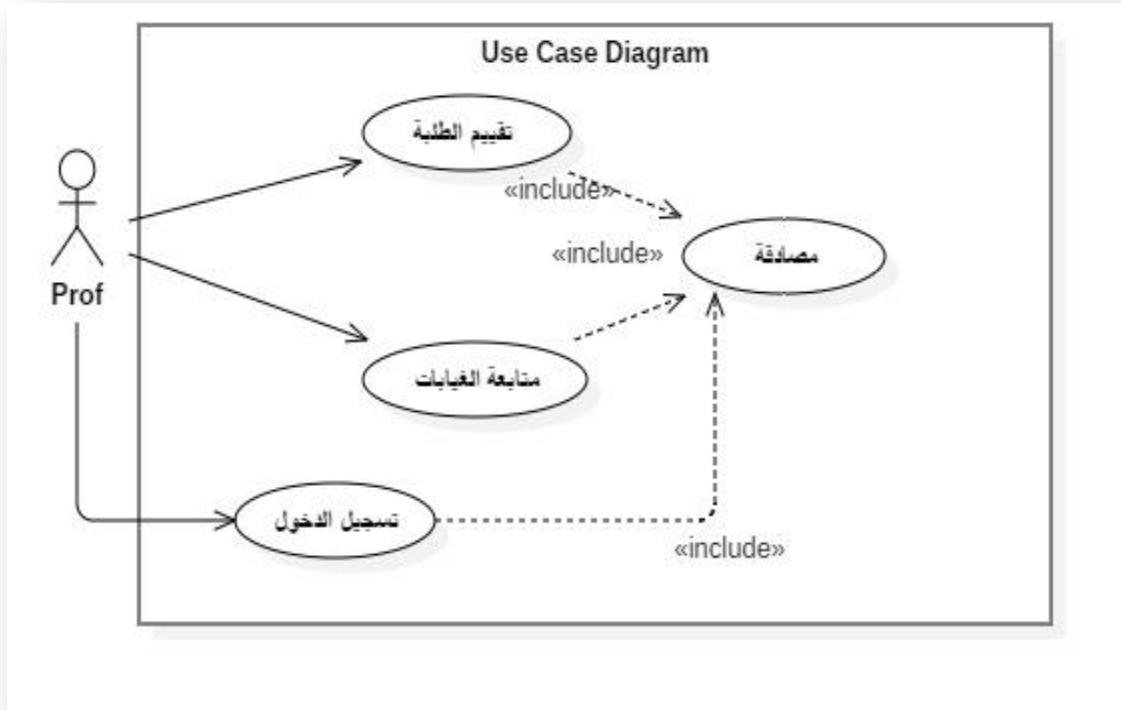 Use Case Diagram
تقييم الطلبة
«include»
«include»
مصادقة
Prof
متابعة الغيابات
تسجيل الدخول
«include»